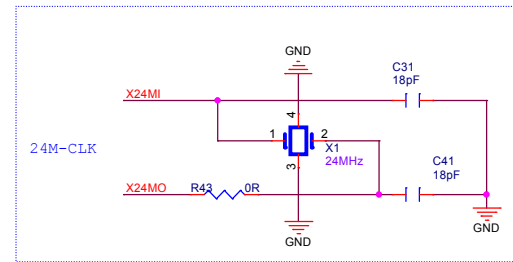 GND
C31
18pF
X24MI
4
1
2
X1
24MHz
24M-CLK
3
C41
18pF
X24MO
R43
0R
GND
GND